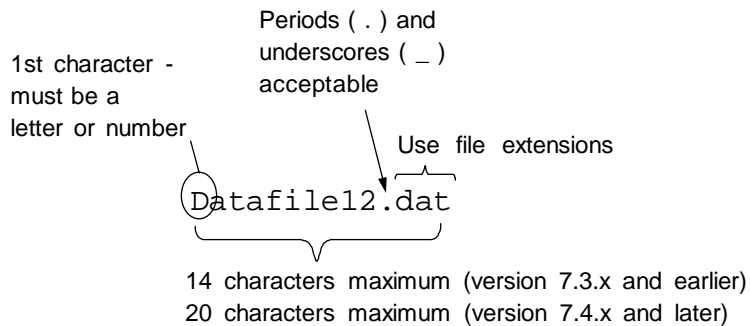 Periods ( . ) and
underscores ( _ )
acceptable
1st character -
must be a
letter or number
Use file extensions
Datafile12.dat
14 characters maximum (version 7.3.x and earlier)
20 characters maximum (version 7.4.x and later)